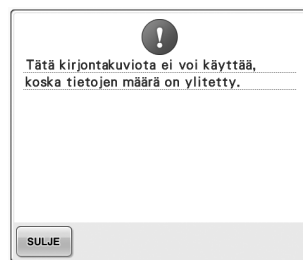 Tätä kirjontakuviota ei voi käyttää,
koska tietojen määrä on ylitetty.
SULJE